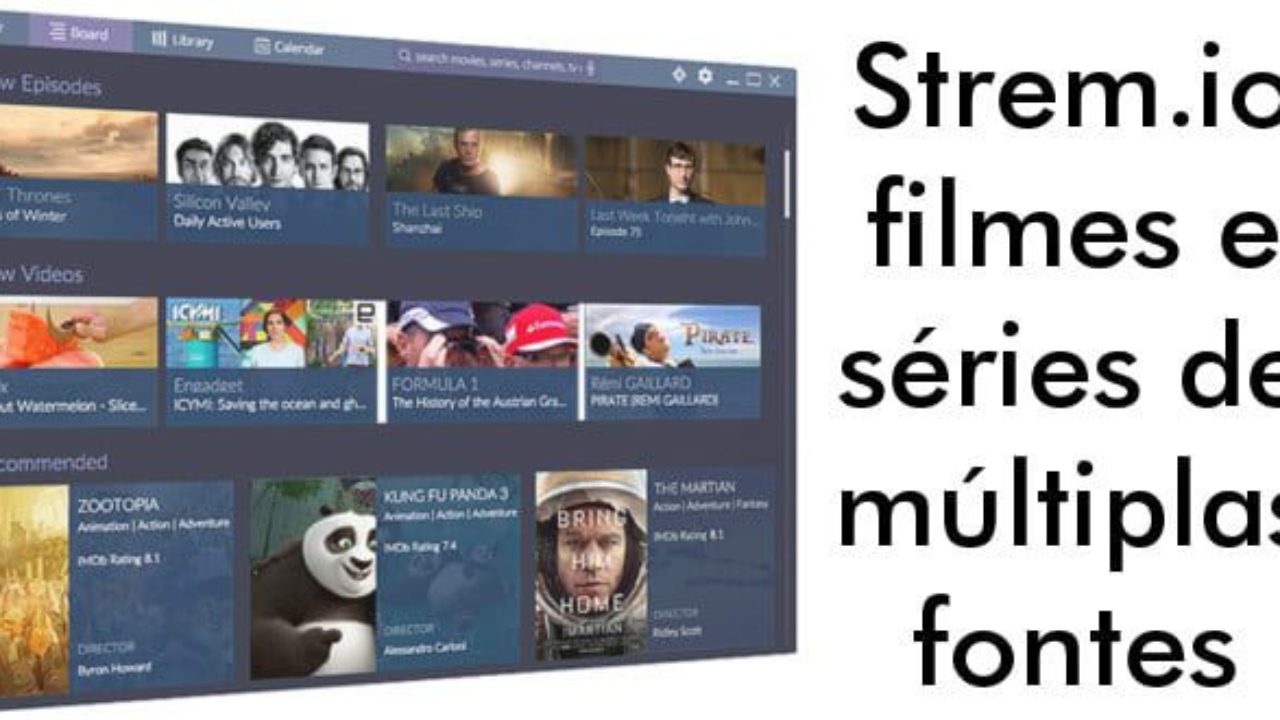 Board
Library
Calendar
search movies, series, channels, tv
w Episodes
Thrones
s of Winter
Silicon Valley
Daily Active Users
The Last Ship
Shanzhai
Last Week Tonight with John...
Episode 75
w Videos
x
ut Watermelon - Slice...
ICYMI
Engadget
ICYMI: Saving the ocean and gh...
FORMULA 1
The History of the Austrian Gra...
PIRATE
Rémi GAILLARD
PIRATE (REMI GAILLARD)
commended
ZOOTOPIA
Animation | Action | Adventure
IMDb Rating 8.1
DIRECTOR
Byron Howard
KUNG FU PANDA 3
Animation | Action | Adventure
IMDb Rating 7.4
DIRECTOR
Alessandro Carloni
BRING
HIM
HOME
MARTIAN
THE MARTIAN
Action | Adventure | Fantasy
IMDb Rating 8.1
DIRECTOR
Ridley Scott
Strem.io
filmes e
séries de
múltiplas
fontes